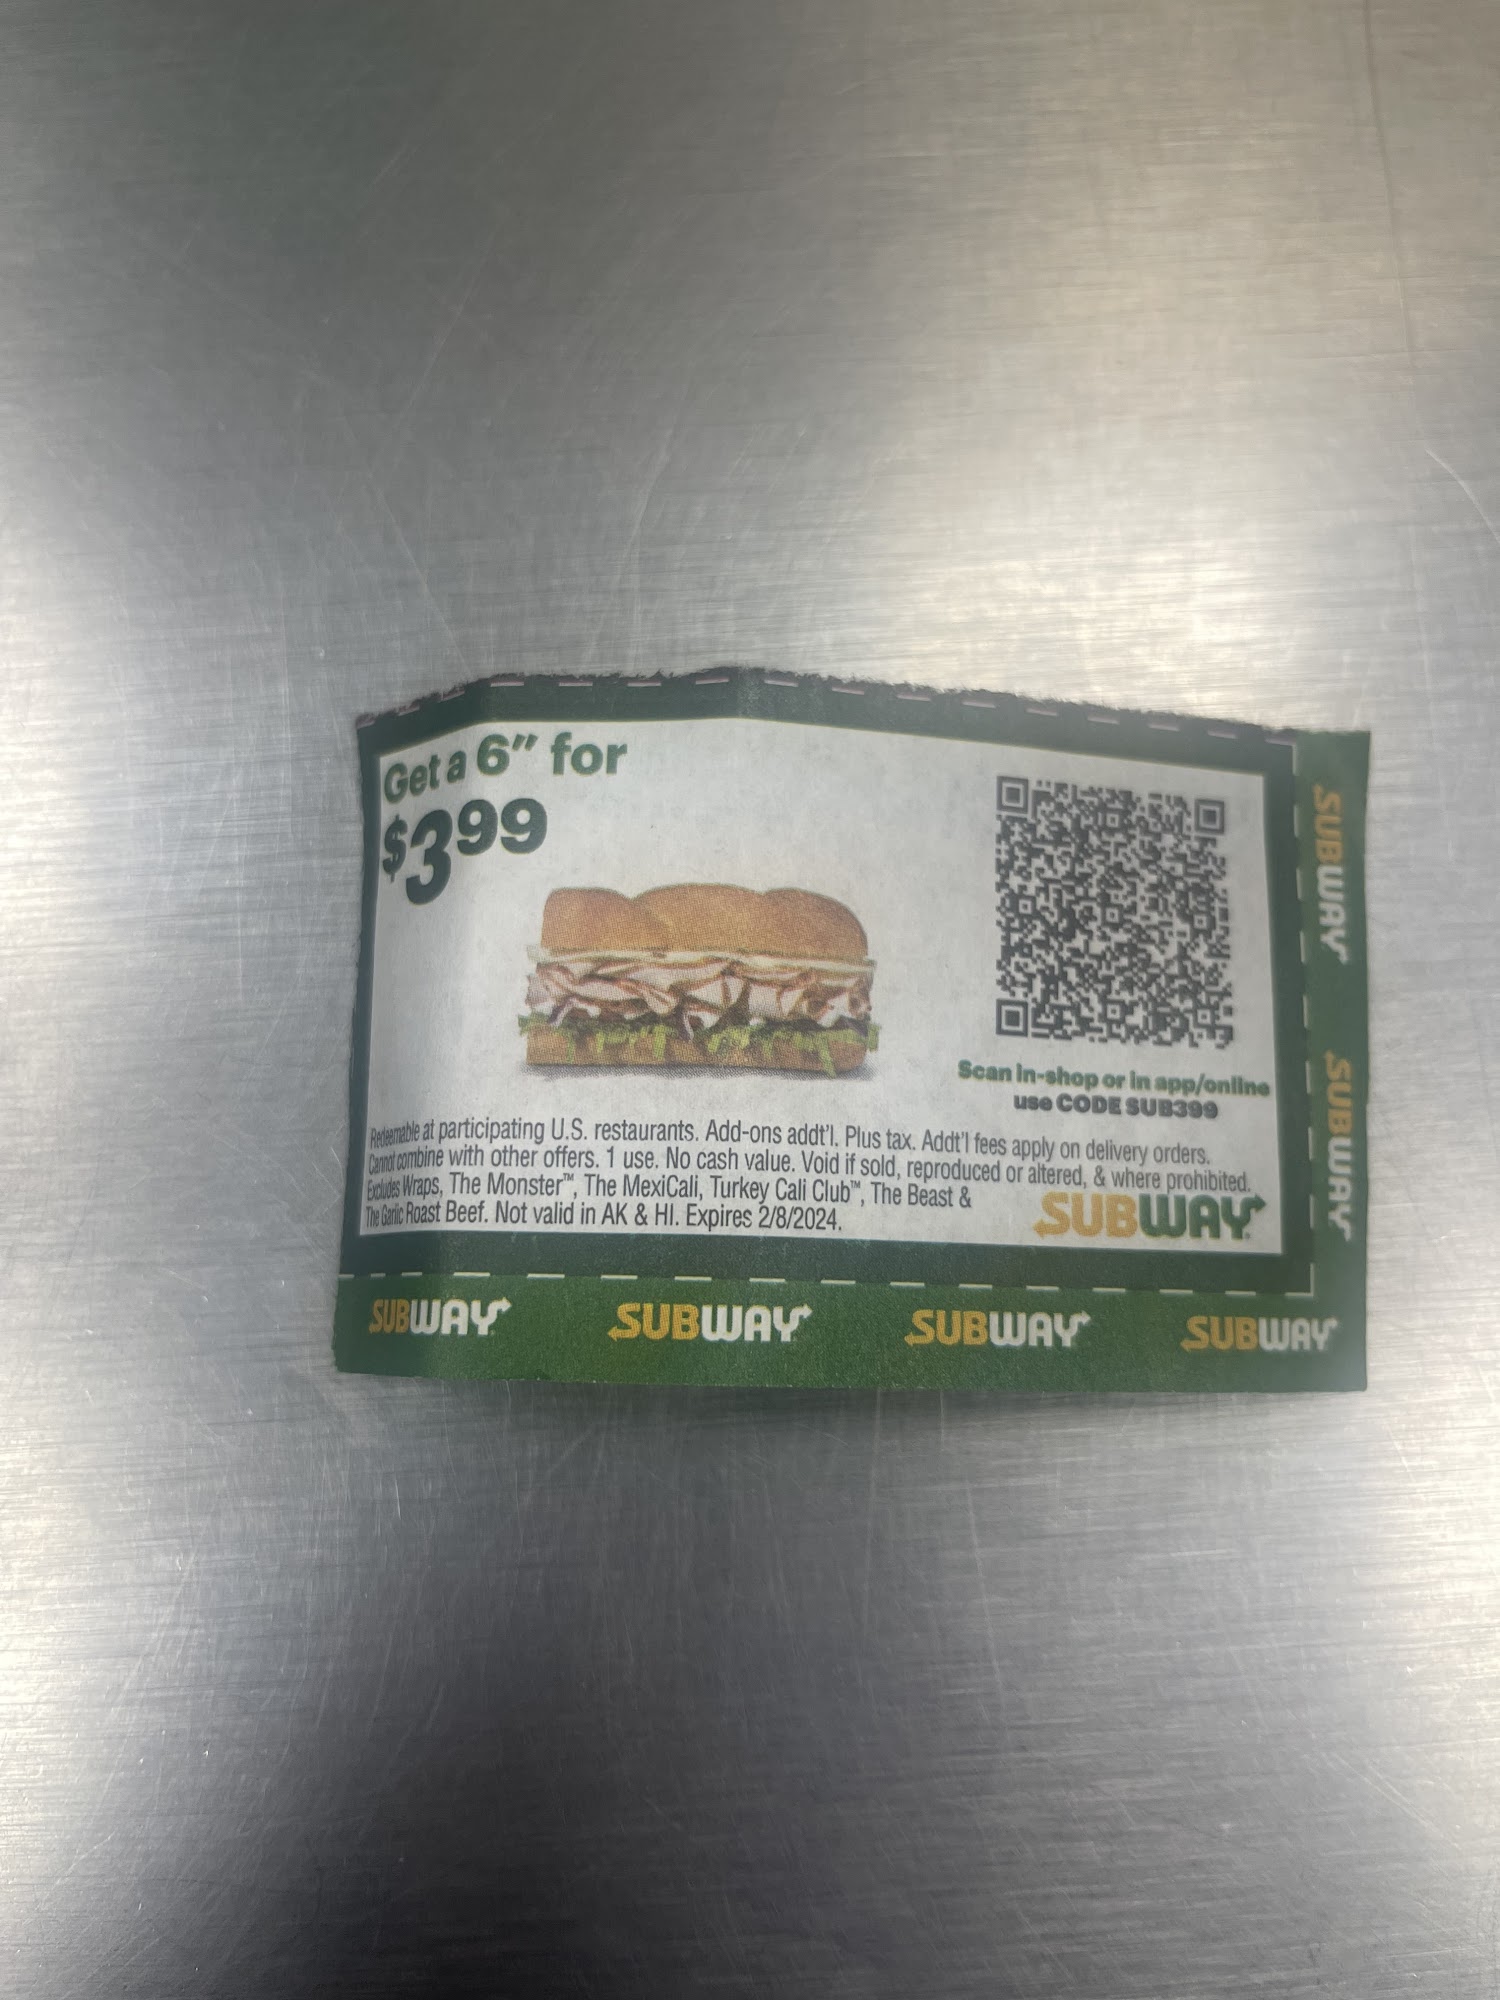 Get a 6” for
$3⁹⁹
Scan in-shop or in app/online
use CODE SUB399
Redeemable at participating U.S. restaurants. Add-ons addt'l. Plus tax. Addt'l fees apply on delivery orders.
Cannot combine with other offers. 1 use. No cash value. Void if sold, reproduced or altered, & where prohibited.
Excludes Wraps, The Monster™, The MexiCali, Turkey Cali Club™, The Beast &
The Garlic Roast Beef. Not valid in AK & HI. Expires 2/8/2024.
SUBWAY
SUBWAY
SUBWAY
SUBWAY SUBWAY SUBWAY SUBWAY